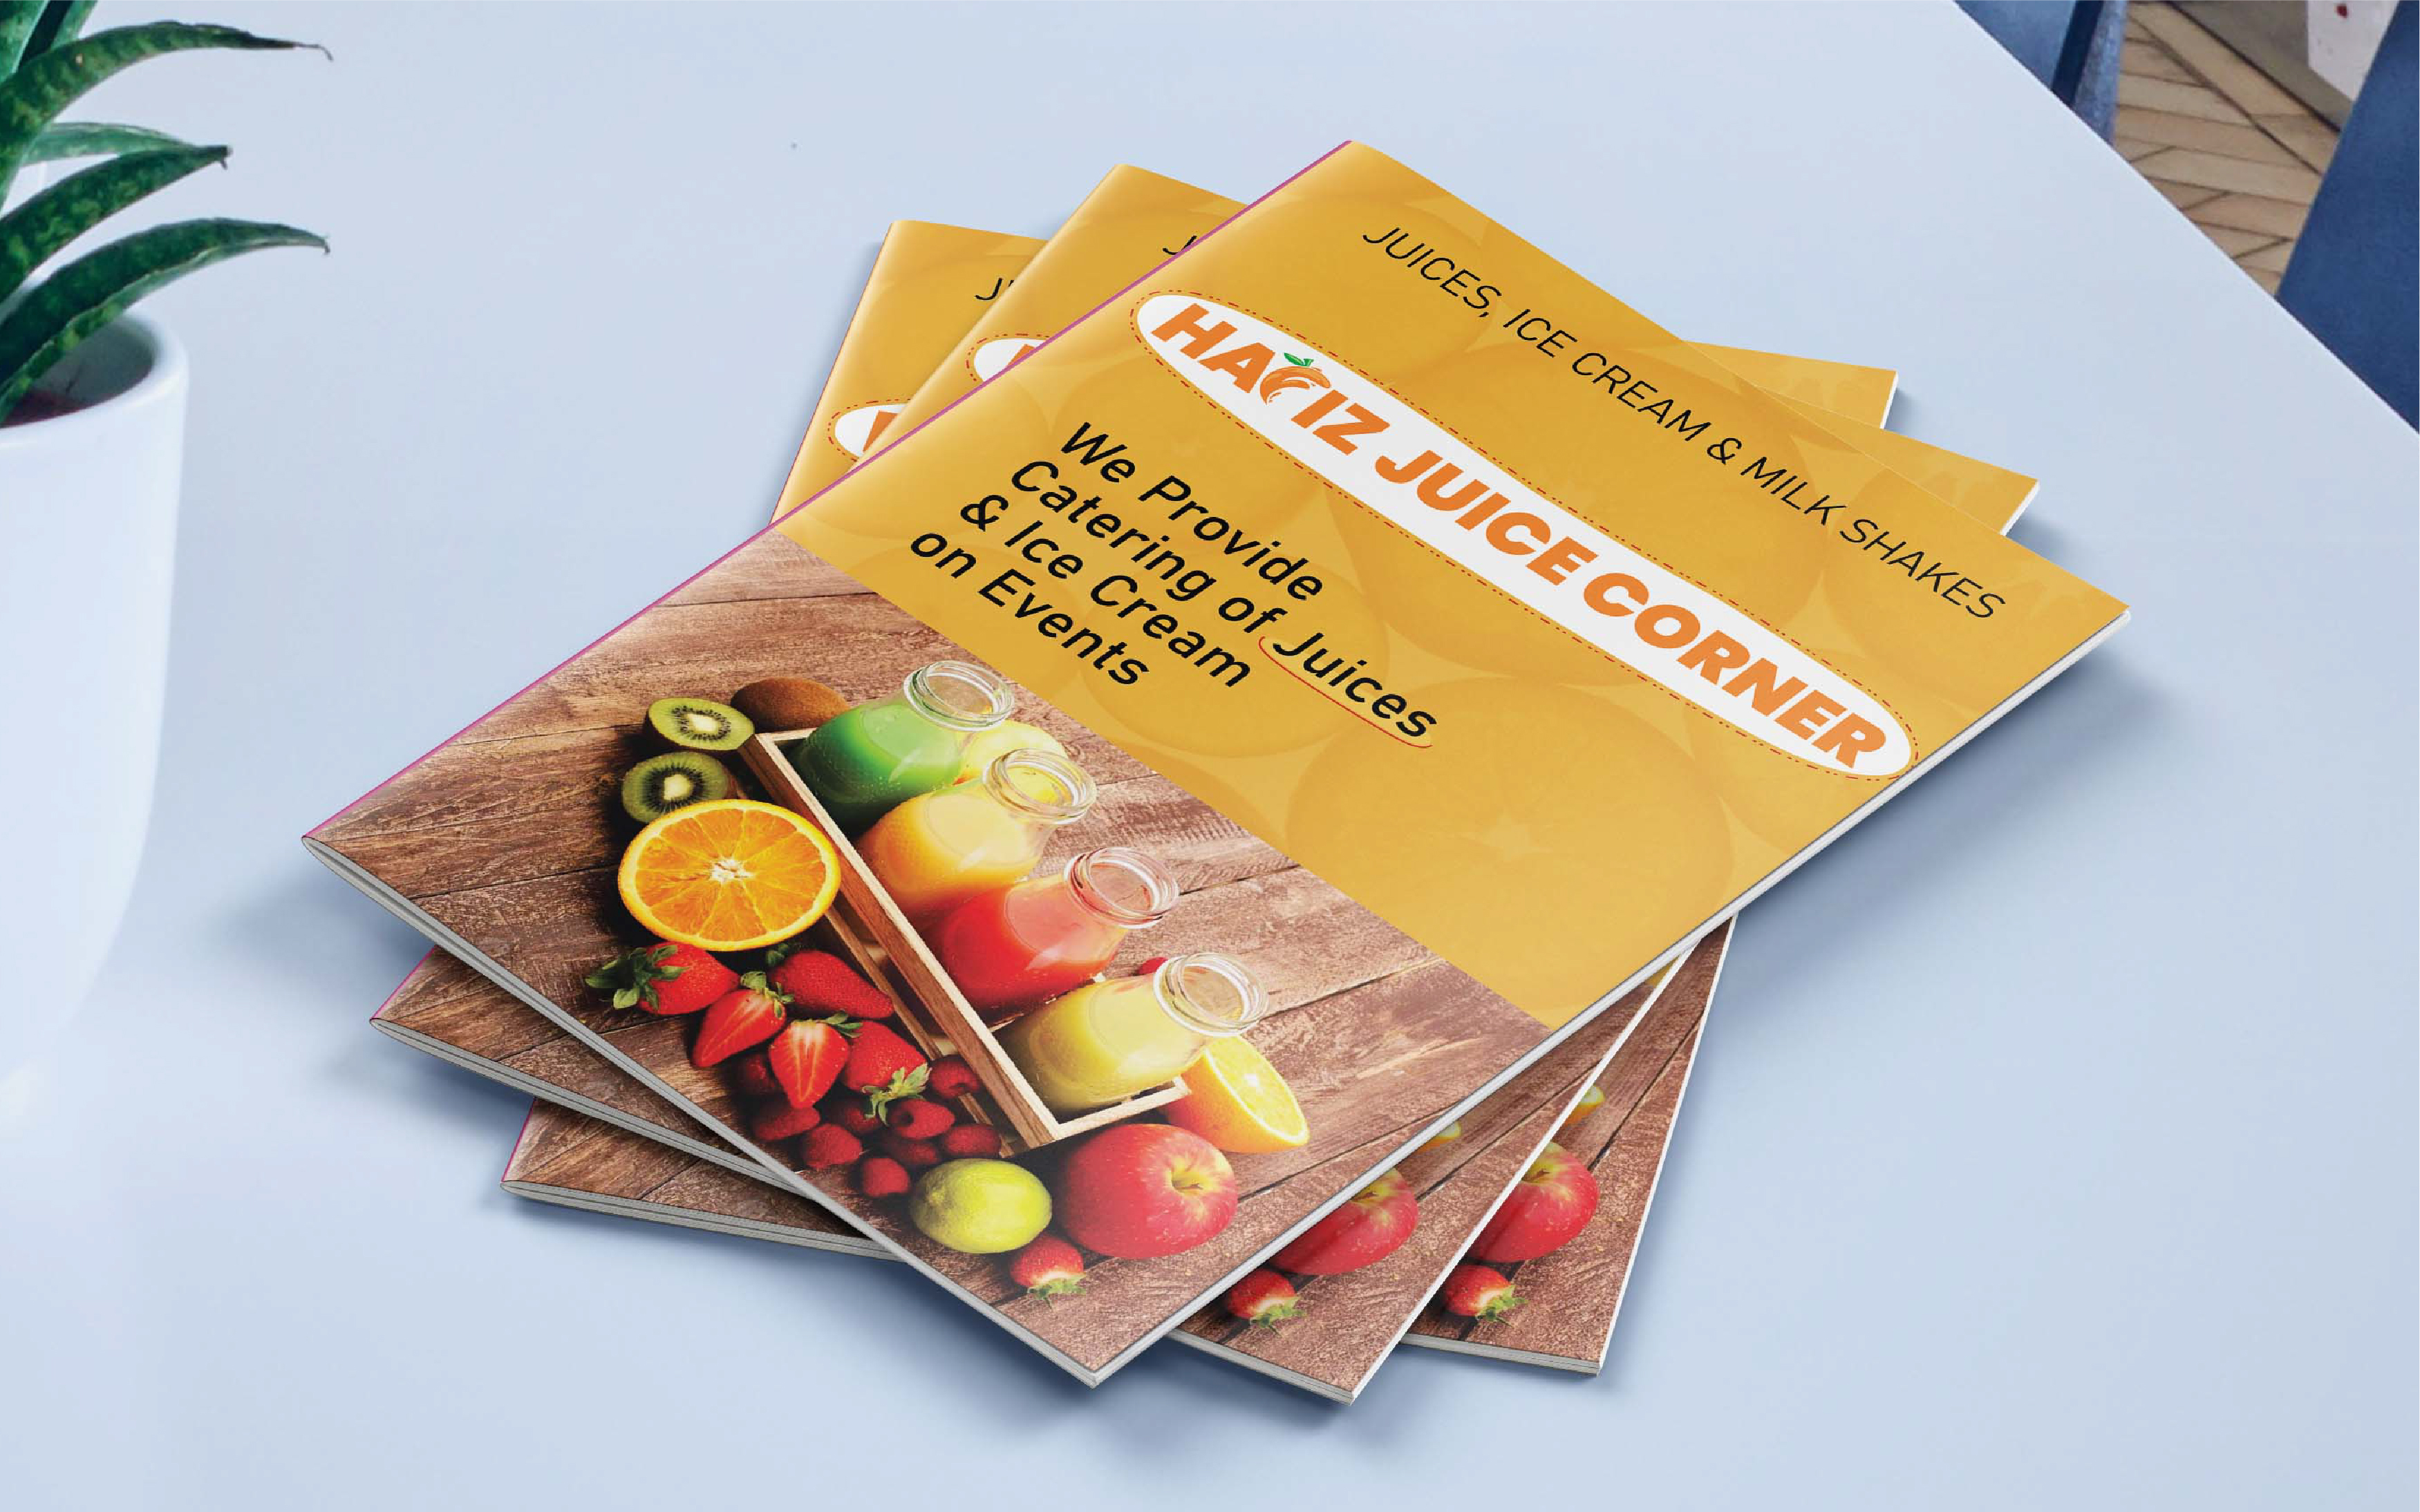 JUICES, ICE CREAM & MILK SHAKES
HAFIZ JUICE CORNER
We Provide
Catering of Juices
& Ice Cream
on Events